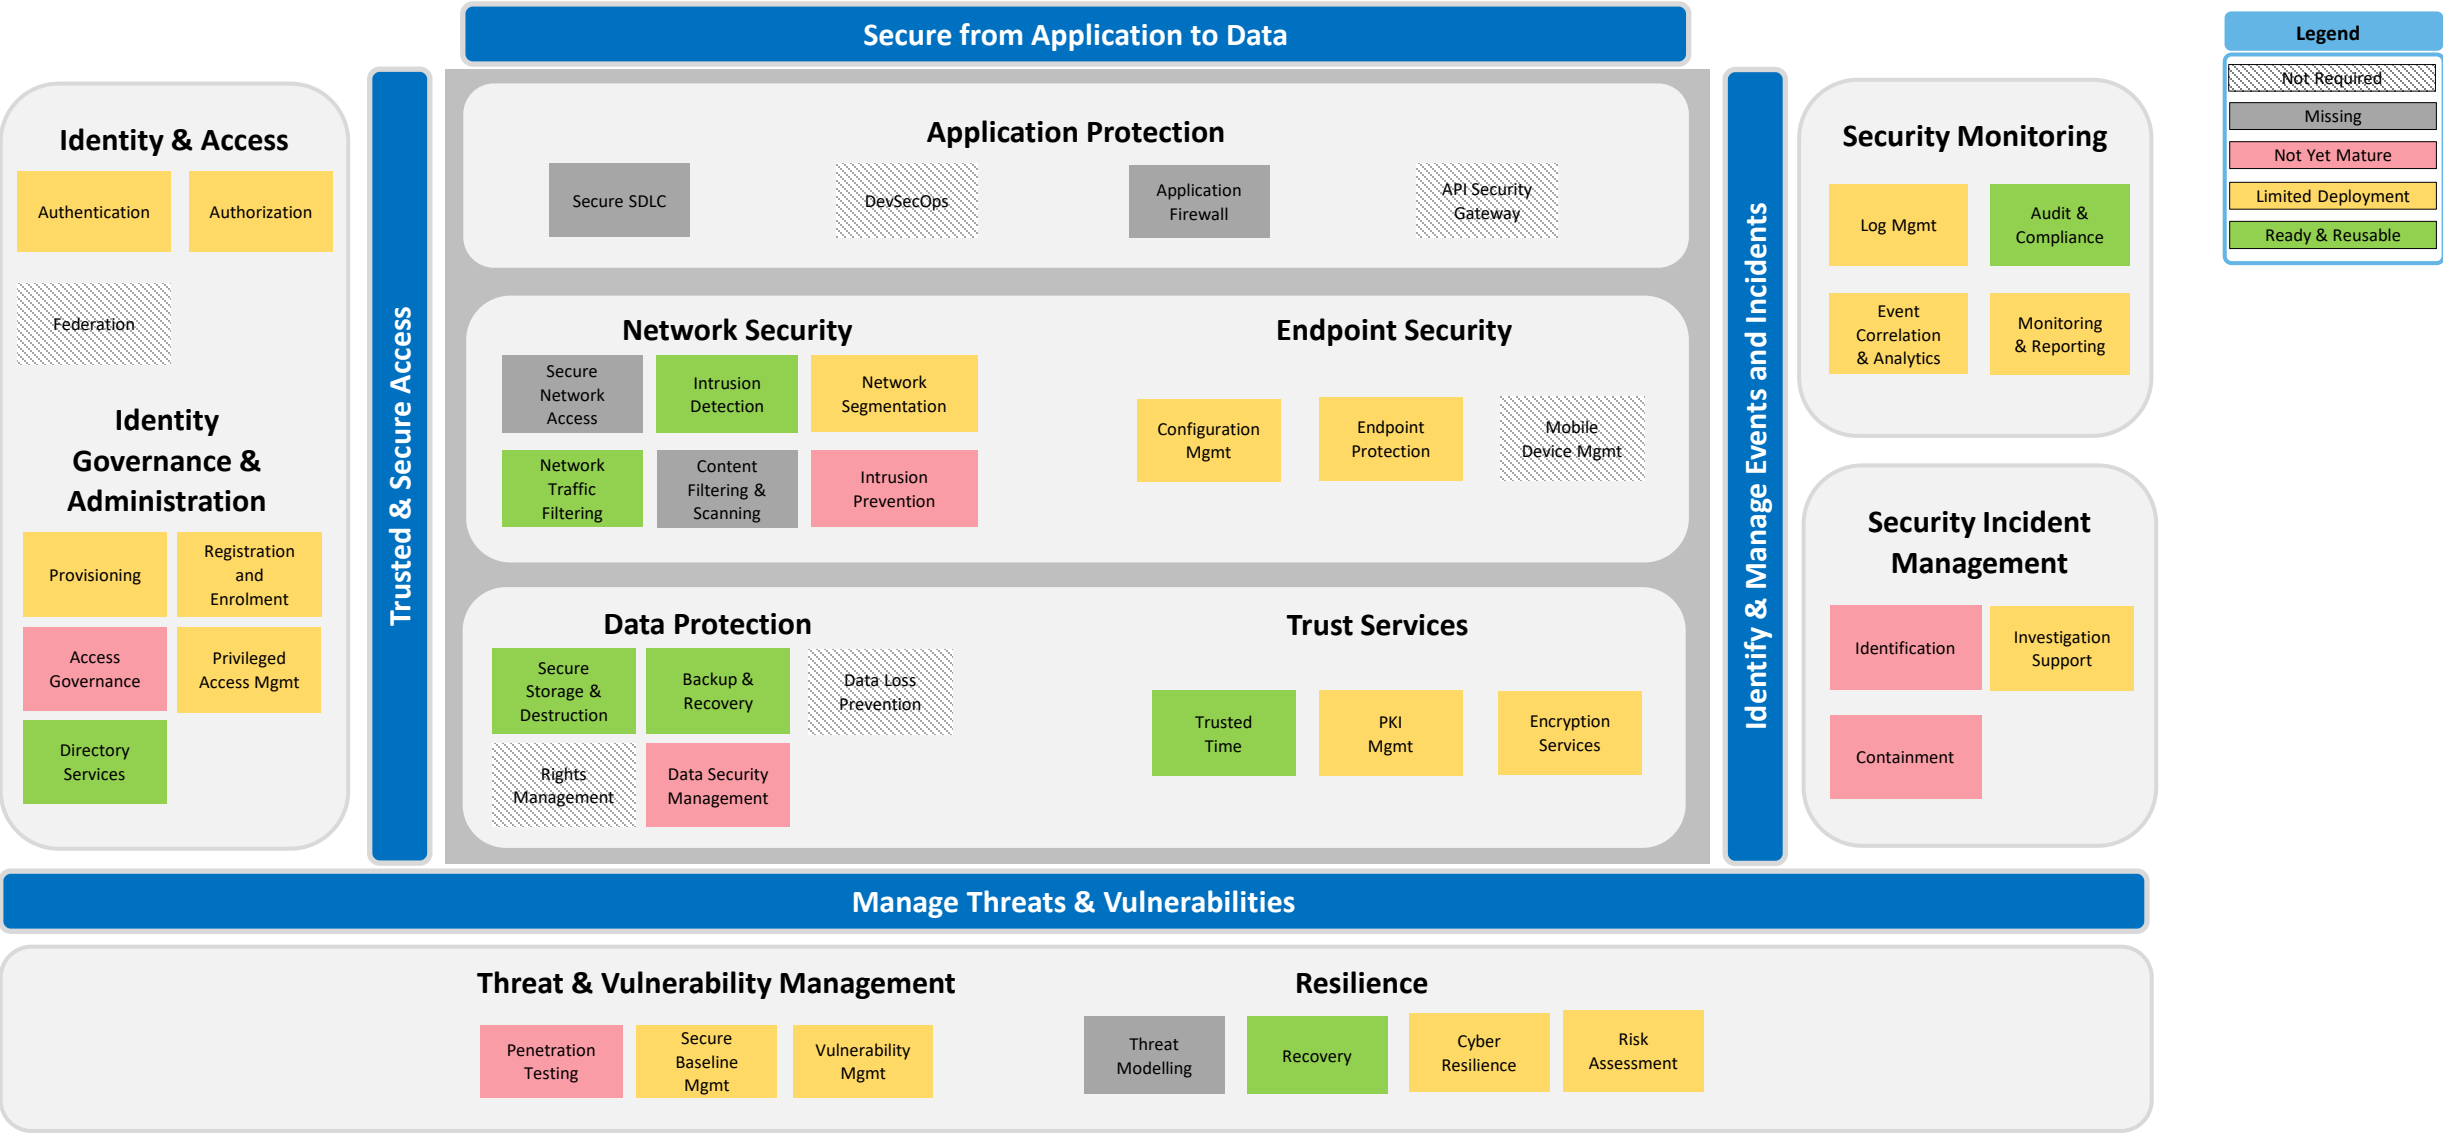 Secure from Application to Data
Legend
Not Required
Missing
Not Yet Mature
Limited Deployment
Ready & Reusable
Identity & Access
Authentication
Authorization
Federation
Identity
Governance &
Administration
Provisioning
Registration
and
Enrolment
Access
Governance
Privileged
Access Mgmt
Directory
Services
Trusted & Secure Access
Application Protection
Secure SDLC
DevSecOps
Application
Firewall
API Security
Gateway
Network Security
Secure
Network
Access
Intrusion
Detection
Network
Segmentation
Network
Traffic
Filtering
Content
Filtering &
Scanning
Intrusion
Prevention
Endpoint Security
Configuration
Mgmt
Endpoint
Protection
Mobile
Device Mgmt
Data Protection
Secure
Storage &
Destruction
Backup &
Recovery
Data Loss
Prevention
Rights
Management
Data Security
Management
Trust Services
Trusted
Time
PKI
Mgmt
Encryption
Services
Identify & Manage Events and Incidents
Security Monitoring
Log Mgmt
Audit &
Compliance
Event
Correlation
& Analytics
Monitoring
& Reporting
Security Incident
Management
Identification
Investigation
Support
Containment
Manage Threats & Vulnerabilities
Threat & Vulnerability Management
Penetration
Testing
Secure
Baseline
Mgmt
Vulnerability
Mgmt
Resilience
Threat
Modelling
Recovery
Cyber
Resilience
Risk
Assessment